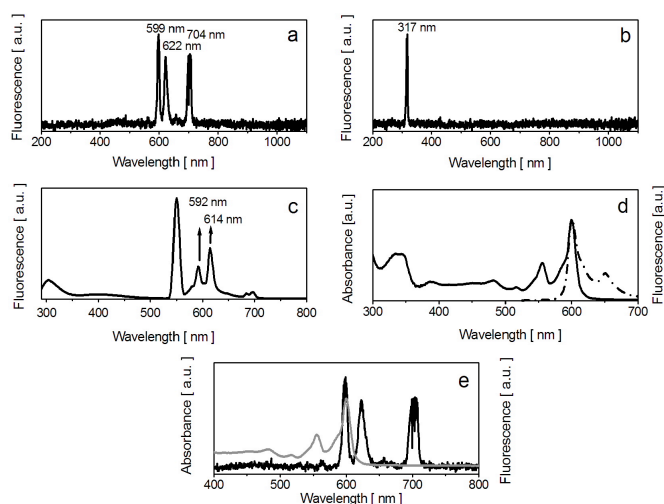 599 nm
704 nm
622 nm
a
Fluorescence [ a.u. ]
200 400 600 800 1000
Wavelength [ nm ]
317 nm
b
Fluorescence [ a.u. ]
200 400 600 800 1000
Wavelength [ nm ]
592 nm
614 nm
c
Fluorescence [ a.u. ]
300 400 500 600 700 800
Wavelength [ nm ]
d
Absorbance [ a.u. ]
Fluorescence [ a.u. ]
300 400 500 600 700
Wavelength [ nm ]
e
Absorbance [ a.u. ]
Fluorescence [ a.u. ]
400 500 600 700 800
Wavelength [ nm ]